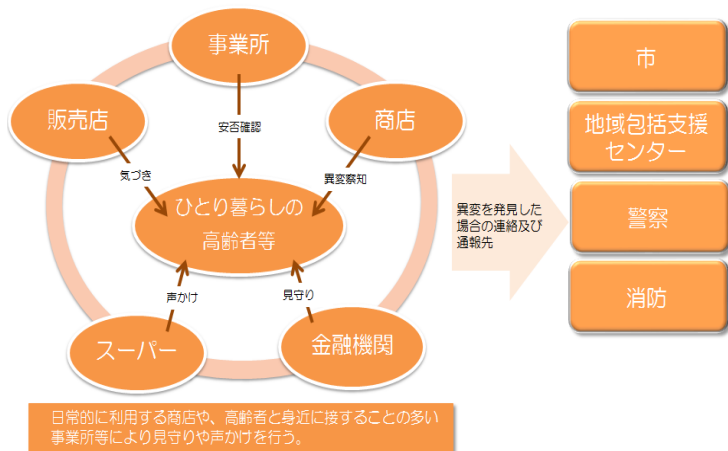 事業所
販売店
商店
安否確認
気づき
異変察知
ひとり暮らしの
高齢者等
声かけ
見守り
スーパー
金融機関
日常的に利用する商店や、高齢者と身近に接することの多い
事業所等により見守りや声かけを行う。
異変を発見した
場合の連絡及び
通報先
市
地域包括支援
センター
警察
消防